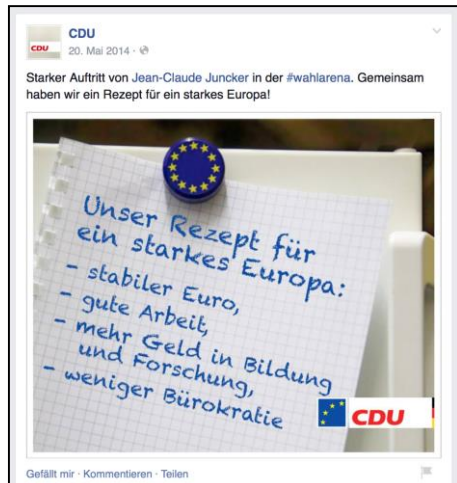 CDU
CDU
20. Mai 2014 ·
Starker Auftritt von Jean-Claude Juncker in der #wahlarena. Gemeinsam
haben wir ein Rezept für ein starkes Europa!
Unser Rezept für
ein starkes Europa:
- stabiler Euro,
- gute Arbeit,
- mehr Geld in Bildung
und Forschung,
- weniger Bürokratie
CDU
Gefällt mir · Kommentieren · Teilen